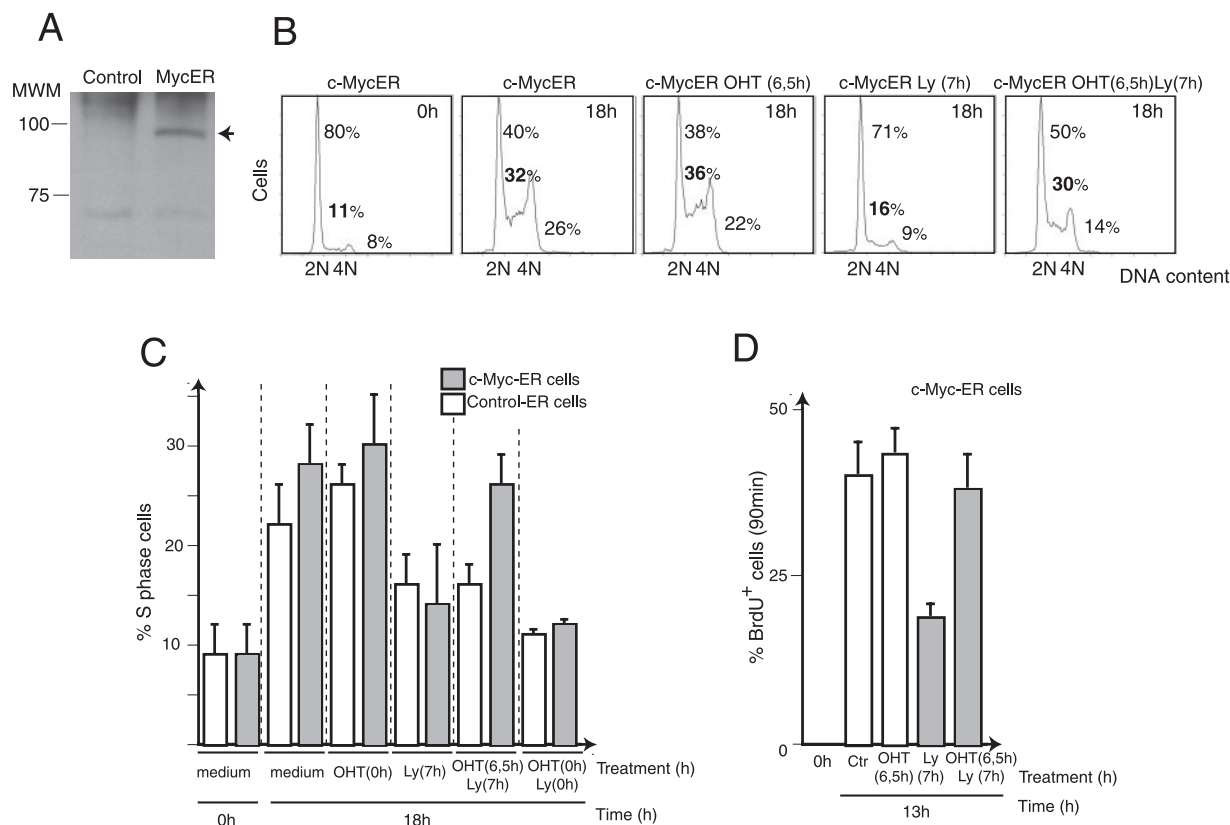 A
Control MycER
MWM
100
75
B
c-MycER
c-MycER
c-MycER OHT (6,5h)
c-MycER Ly (7h)
c-MycER OHT(6,5h)Ly(7h)
0h
18h
18h
18h
18h
80%
11%
8%
40%
32%
26%
38%
36%
22%
71%
16%
9%
50%
30%
14%
Cells
2N 4N
2N 4N
2N 4N
2N 4N
2N 4N
DNA content
C
c-Myc-ER cells
Control-ER cells
% S phase cells
30
20
10
medium
medium
OHT(0h)
Ly(7h)
OHT(6,5h)
Ly(7h)
OHT(0h)
Ly(0h)
Treatment (h)
0h
18h
Time (h)
D
c-Myc-ER cells
% BrdU+ cells (90min)
50
25
0
0h
Ctr
OHT
(6,5h)
Ly
(7h)
OHT(6,5h)
Ly (7h)
Treatment (h)
13h
Time (h)